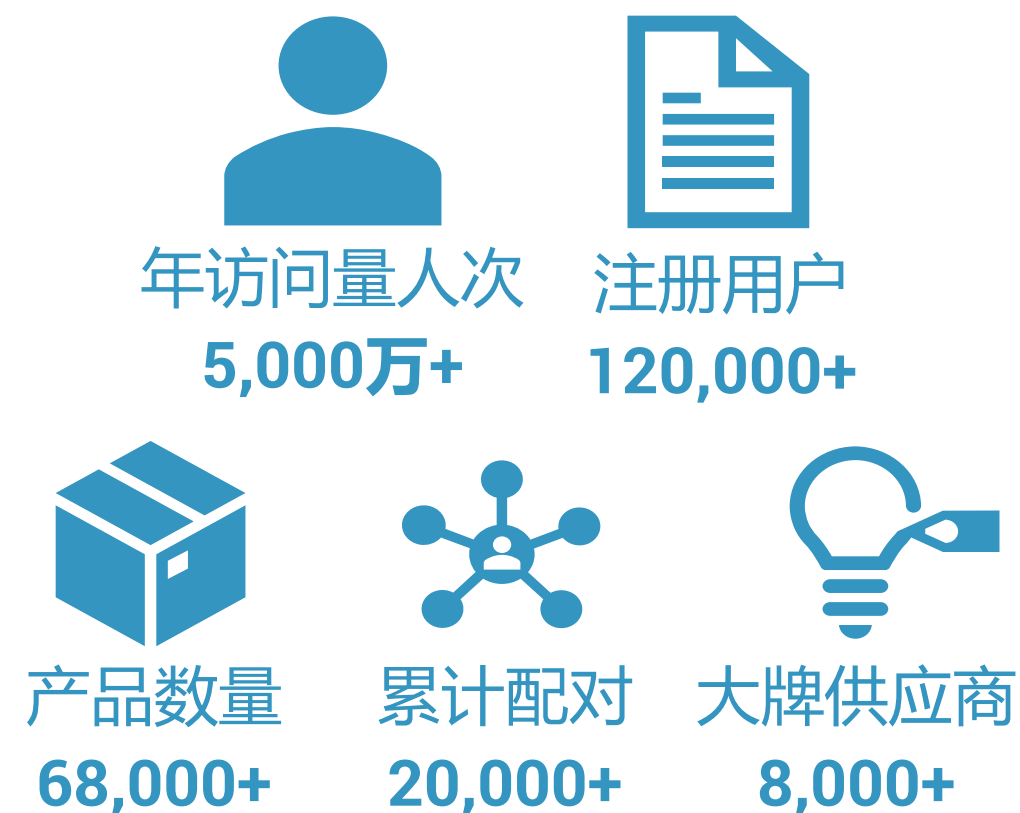 年访问量人次
5,000万+
注册用户
120,000+
产品数量
68,000+
累计配对
20,000+
大牌供应商
8,000+